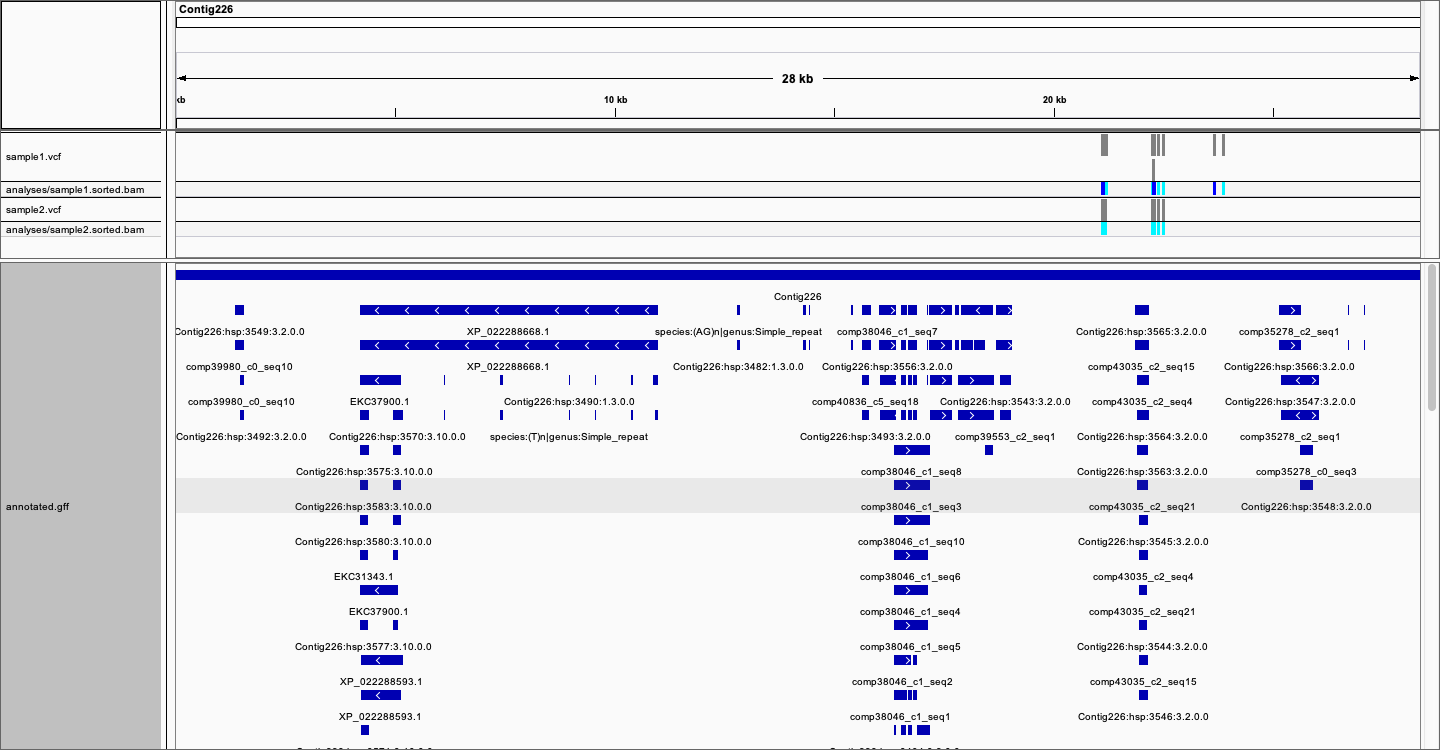 Contig226
28 kb
kb 10 kb 20 kb
sample1.vcf
analyses/sample1.sorted.bam
sample2.vcf
analyses/sample2.sorted.bam
Contig226
Contig226:hsp:3549:3.2.0.0 XP_022288668.1 species:(AG)n|genus:Simple_repeat comp38046_c1_seq7 Contig226:hsp:3565:3.2.0.0 comp35278_c2_seq1
comp39980_c0_seq10 XP_022288668.1 Contig226:hsp:3482:1.3.0.0 Contig226:hsp:3556:3.2.0.0 comp43035_c2_seq15 Contig226:hsp:3566:3.2.0.0
comp39980_c0_seq10 EKC37900.1 Contig226:hsp:3490:1.3.0.0 comp40836_c5_seq18 Contig226:hsp:3543:3.2.0.0 comp43035_c2_seq4 Contig226:hsp:3547:3.2.0.0
Contig226:hsp:3492:3.2.0.0 Contig226:hsp:3570:3.10.0.0 species:(T)n|genus:Simple_repeat Contig226:hsp:3493:3.2.0.0 comp39553_c2_seq1 Contig226:hsp:3564:3.2.0.0 comp35278_c2_seq1
Contig226:hsp:3575:3.10.0.0 comp38046_c1_seq8 Contig226:hsp:3563:3.2.0.0 comp35278_c0_seq3
annotated.gff Contig226:hsp:3583:3.10.0.0 comp38046_c1_seq3 comp43035_c2_seq21 Contig226:hsp:3548:3.2.0.0
Contig226:hsp:3580:3.10.0.0 comp38046_c1_seq10 Contig226:hsp:3545:3.2.0.0
EKC31343.1 comp38046_c1_seq6 comp43035_c2_seq4
EKC37900.1 comp38046_c1_seq4 comp43035_c2_seq21
Contig226:hsp:3577:3.10.0.0 comp38046_c1_seq5 Contig226:hsp:3544:3.2.0.0
XP_022288593.1 comp38046_c1_seq2 comp43035_c2_seq15
XP_022288593.1 comp38046_c1_seq1 Contig226:hsp:3546:3.2.0.0